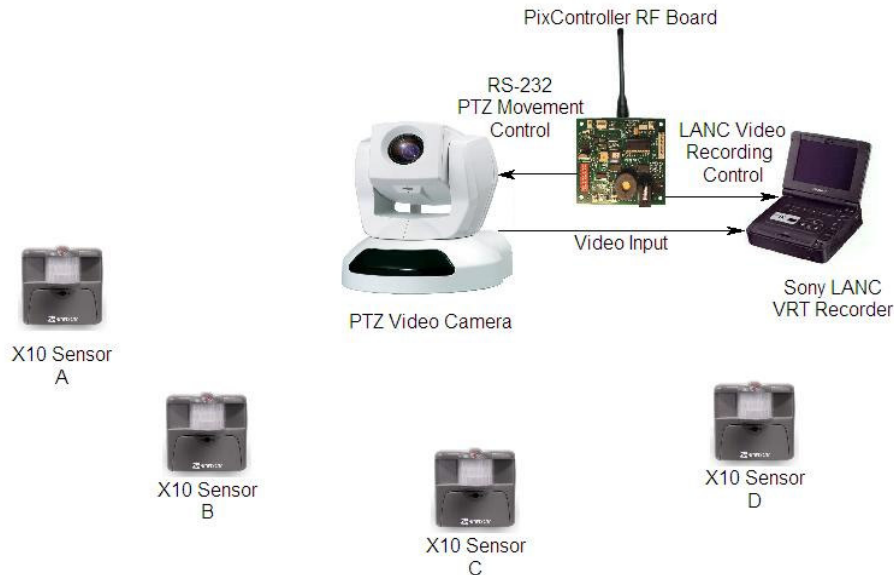 PixController RF Board
RS-232
PTZ Movement
Control
LANC Video
Recording
Control
Video Input
Sony LANC
VRT Recorder
PTZ Video Camera
X10 Sensor
A
X10 Sensor
B
X10 Sensor
C
X10 Sensor
D